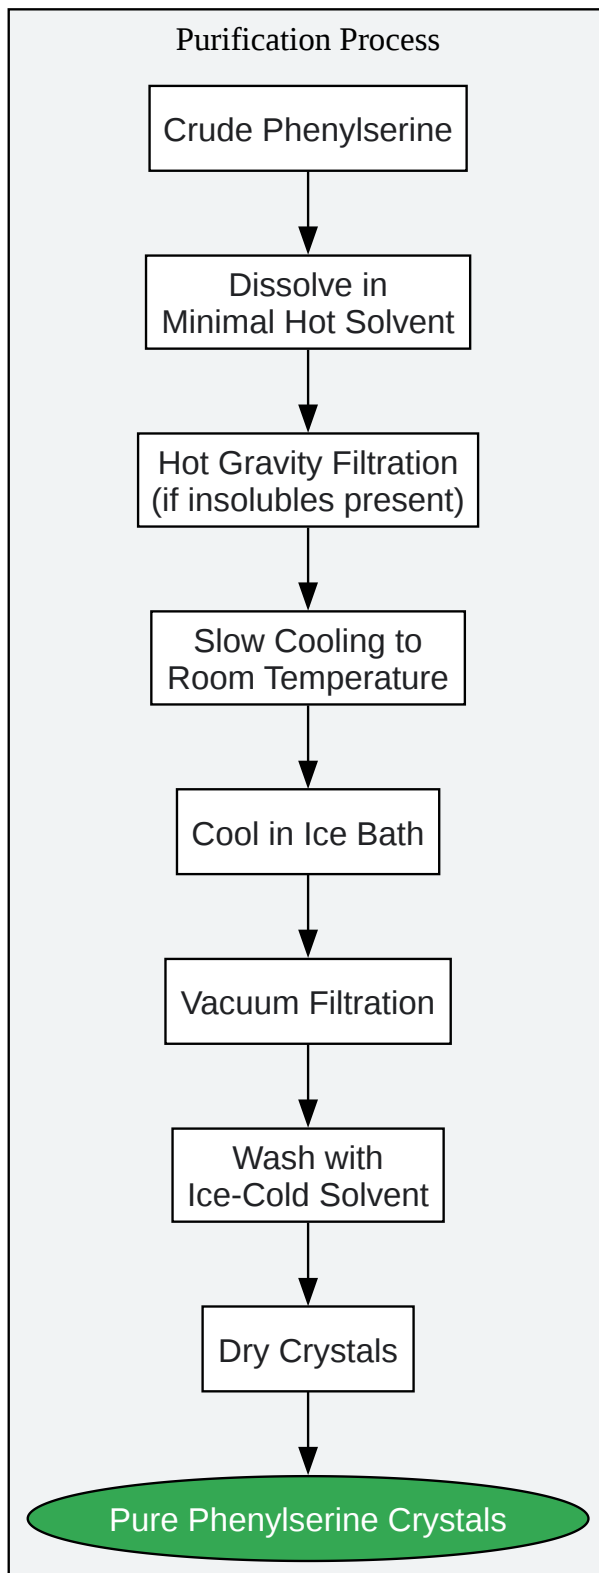 Purification Process
Crude Phenylserine
Dissolve in
Minimal Hot Solvent
Hot Gravity Filtration
(if insolubles present)
Slow Cooling to
Room Temperature
Cool in Ice Bath
Vacuum Filtration
Wash with
Ice-Cold Solvent
Dry Crystals
Pure Phenylserine Crystals